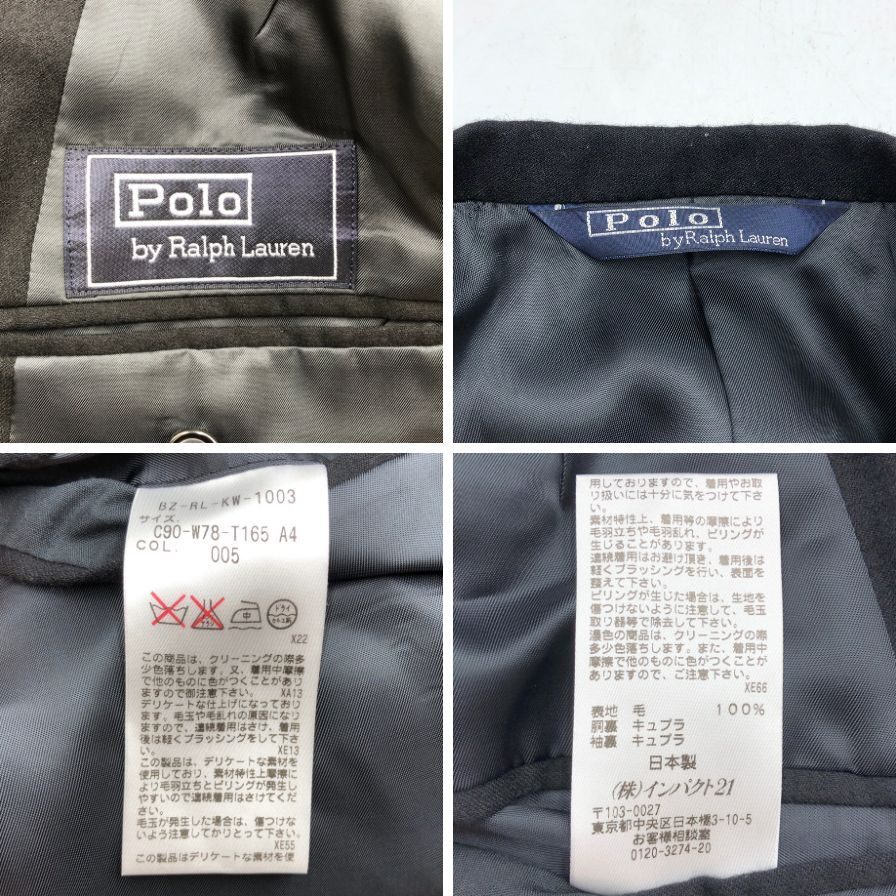 Polo
by Ralph Lauren
Polo
by Ralph Lauren
BZ-RL-KW-1003
サイズ.
C90-W78-T165 A4
COL. 005
中
ドライ
X22
この商品は、クリーニングの際多
少色落ちします。又、着用中摩擦
で他のものに色がつくことがあり
ますので御注意下さい。 XA13
デリケートな仕上げになっており
ます。毛玉や毛乱れの原因になり
ますので、連続着用はさけ、着用
後は軽くブラッシングをして下さ
い。 XE13
この製品は、デリケートな素材を
使用しており、素材特性上摩擦に
より毛羽立ちとピリングが発生し
やすいので連続着用はさけてくだ
さい。
毛玉が発生した場合は、傷つけな
いよう注意してかりとって下さい。
XE55
この製品はデリケートな素材を使
用しておりますので、着用やお取
り扱いには十分に気をつけて下さ
い。
素材特性上、着用等の摩擦により
毛羽立ちや毛羽乱れ、ピリングが
生じることがあります。
連続着用はお避け頂き、着用後は
軽くブラッシングを行い、表面を
整えて下さい。
ピリングが生じた場合は、生地を
傷つけないように注意して、毛玉
取り器等で除去して下さい。
濃色の商品は、クリーニングの際
多少色落ちします。また、着用中
摩擦で他のものに色がつくことが
ありますので、ご注意下さい。
XE66
表地 毛 100%
胴裏 キュプラ
袖裏 キュプラ
日本製
(株)インパクト21
〒103-0027
東京都中央区日本橋3-10-5
お客様相談室
0120-3274-20